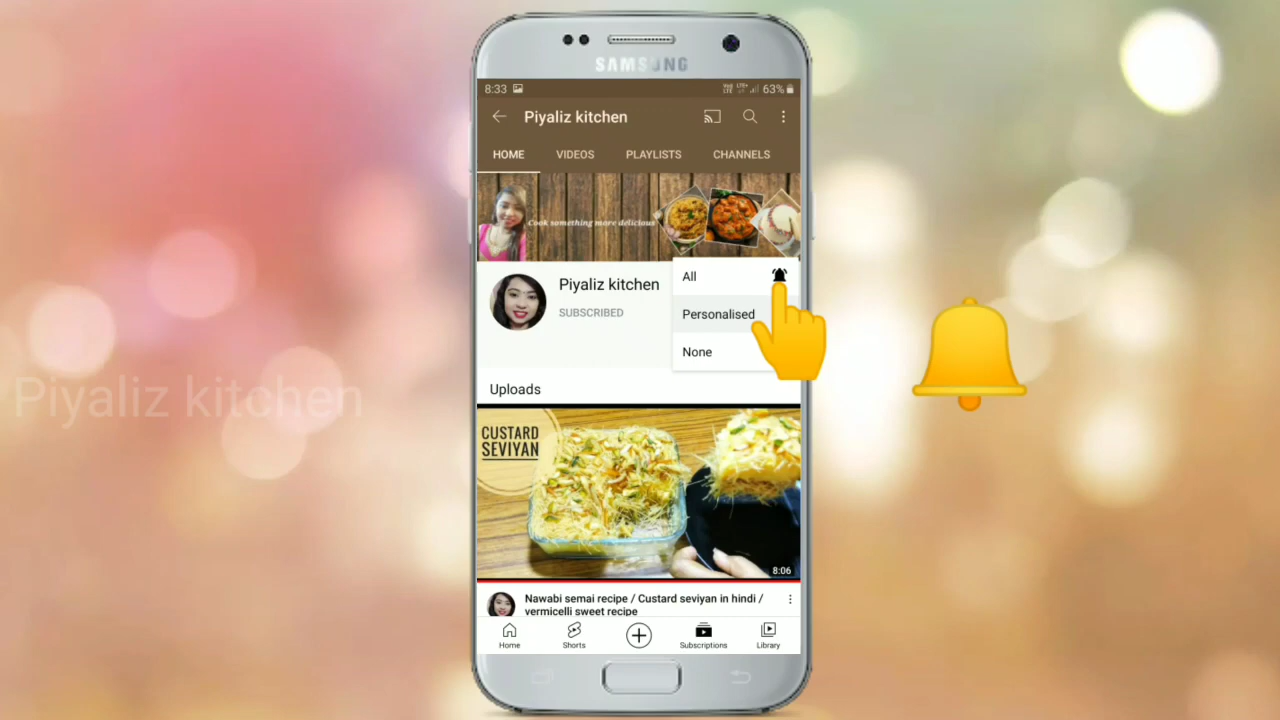 SAMSUNG
8:33
VoLTE LTE+ 63%
Piyaliz kitchen
HOME VIDEOS PLAYLISTS CHANNELS
Cook something more delicious
Piyaliz kitchen
SUBSCRIBED
All
Personalised
None
Piyaliz kitchen
Uploads
CUSTARD
SEVIYAN
8:06
Nawabi semai recipe / Custard seviyan in hindi /
vermicelli sweet recipe
Home Shorts Subscriptions Library